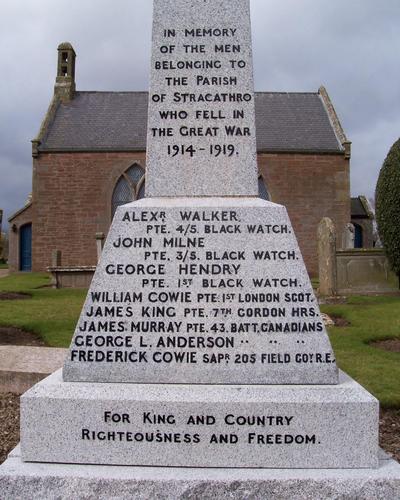 IN MEMORY
OF THE MEN
BELONGING TO
THE PARISH
OF STRACATHRO
WHO FELL IN
THE GREAT WAR
1914-1919.
ALEXR WALKER.
PTE. 4/5 BLACK WATCH.
JOHN MILNE
PTE. 3/5 BLACK WATCH.
GEORGE HENDRY
PTE. 1ST BLACK WATCH.
WILLIAM COWIE PTE. 1ST LONDON SCOT.
JAMES KING PTE. 7TH GORDON HRS.
JAMES MURRAY PTE. 43. BATT. CANADIANS
GEORGE L. ANDERSON " " "
FREDERICK COWIE SAPR 205 FIELD COY R.E.
FOR KING AND COUNTRY
RIGHTEOUSNESS AND FREEDOM.